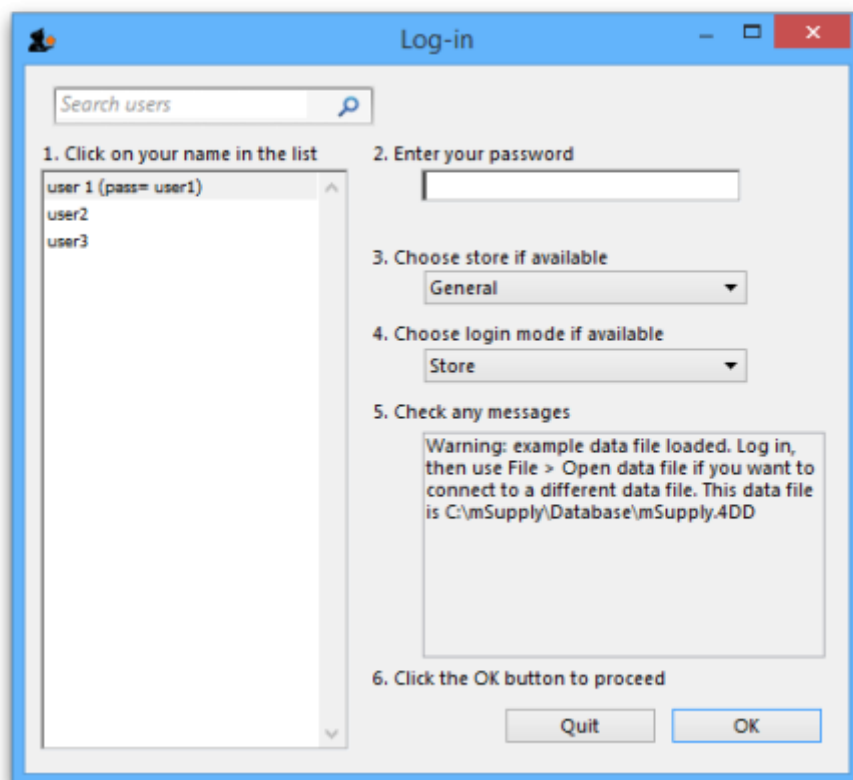 Log-in
Search users
1. Click on your name in the list
user 1 (pass= user1)
user2
user3
2. Enter your password
3. Choose store if available
General
4. Choose login mode if available
Store
5. Check any messages
Warning: example data file loaded. Log in,
then use File > Open data file if you want to
connect to a different data file. This data file
is C:\mSupply\Database\mSupply.4DD
6. Click the OK button to proceed
Quit
OK